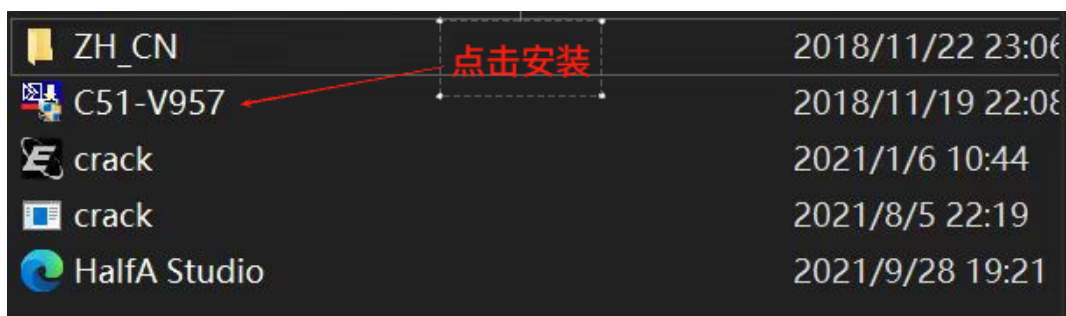 ZH_CN 2018/11/22 23:06
点击安装
C51-V957 2018/11/19 22:08
crack 2021/1/6 10:44
crack 2021/8/5 22:19
HalfA Studio 2021/9/28 19:21